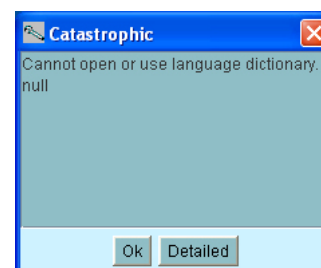 Catastrophic
Cannot open or use language dictionary.
null
Ok Detailed